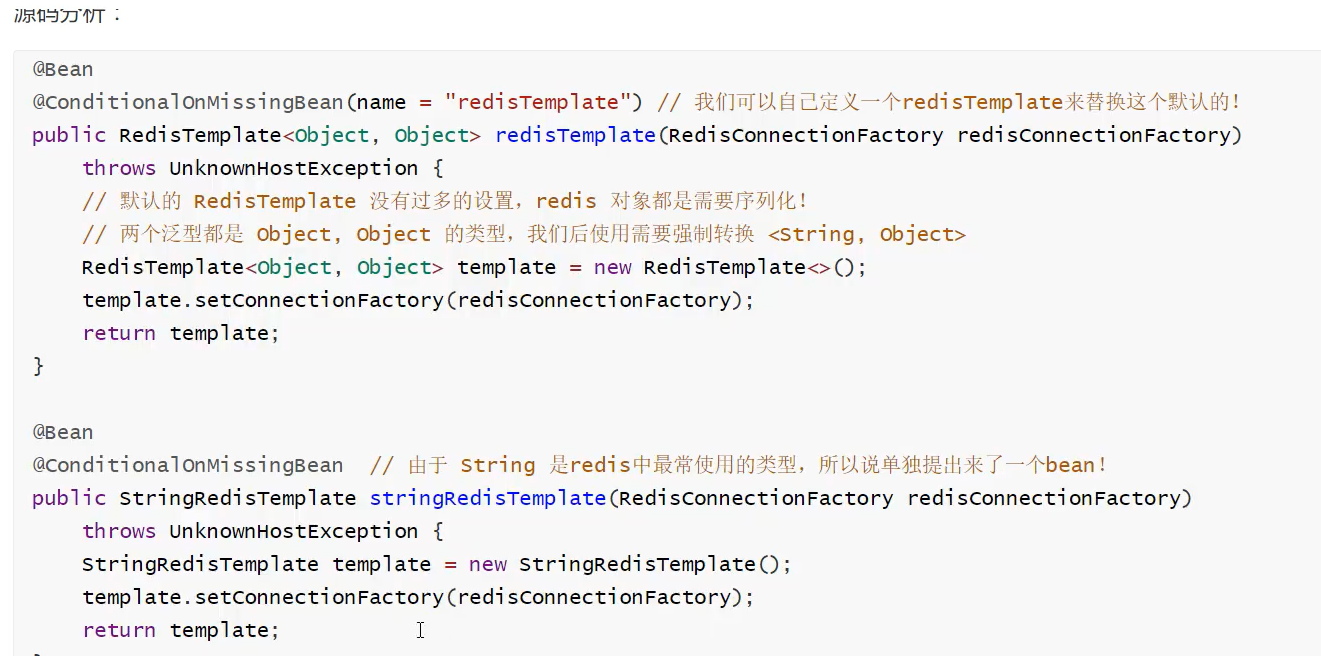 源码分析：
@Bean
@ConditionalOnMissingBean(name = "redisTemplate") // 我们可以自己定义一个redisTemplate来替换这个默认的！
public RedisTemplate<Object, Object> redisTemplate(RedisConnectionFactory redisConnectionFactory)
    throws UnknownHostException {
    // 默认的 RedisTemplate 没有过多的设置，redis 对象都是需要序列化！
    // 两个泛型都是 Object, Object 的类型，我们后使用需要强制转换 <String, Object>
    RedisTemplate<Object, Object> template = new RedisTemplate<>();
    template.setConnectionFactory(redisConnectionFactory);
    return template;
}
@Bean
@ConditionalOnMissingBean  // 由于 String 是redis中最常使用的类型，所以说单独提出来了一个bean！
public StringRedisTemplate stringRedisTemplate(RedisConnectionFactory redisConnectionFactory)
    throws UnknownHostException {
    StringRedisTemplate template = new StringRedisTemplate();
    template.setConnectionFactory(redisConnectionFactory);
    return template;